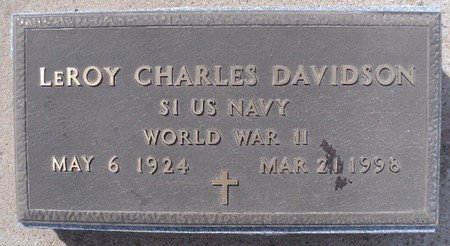 LeROY CHARLES DAVIDSON
S1 US NAVY
WORLD WAR II
MAY 6 1924 MAR 21 1998